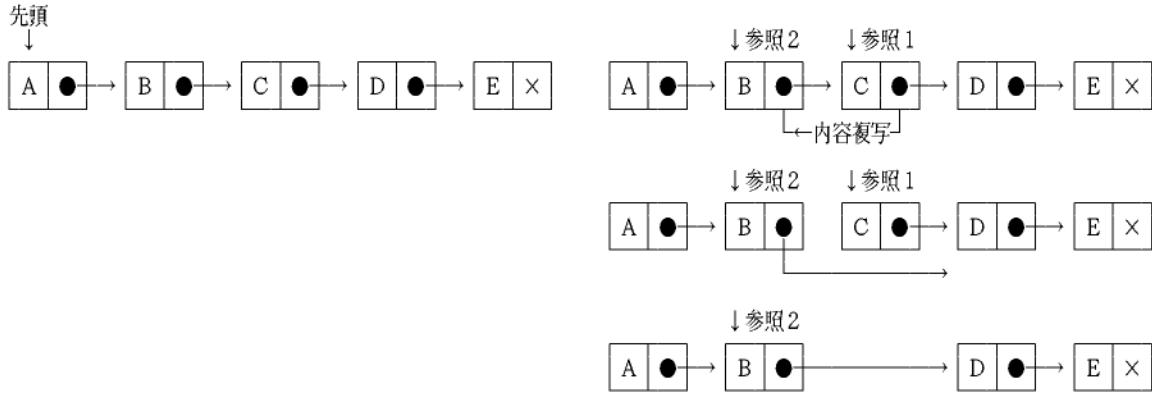 先頭
↓
A ●→ B ●→ C ●→ D ●→ E ×
↓参照2 ↓参照1
A ●→ B ●→ C ●→ D ●→ E ×
←内容複写
↓参照2 ↓参照1
A ●→ B ● C ●→ D ●→ E ×
↓参照2
A ●→ B ●→ D ●→ E ×